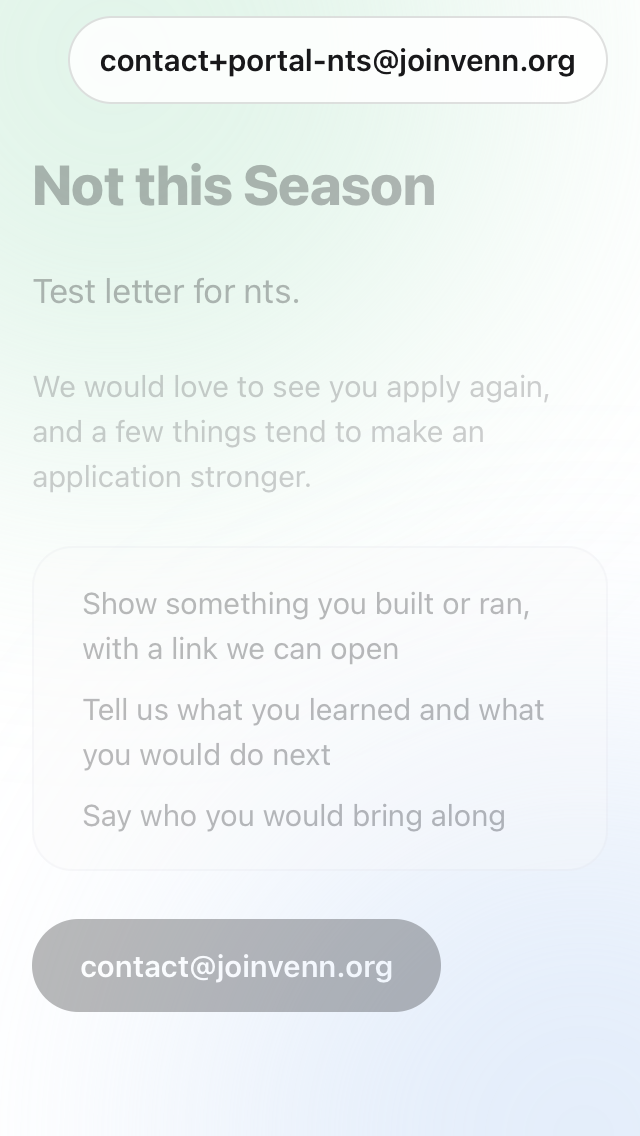 contact+portal-nts@joinvenn.org
Not this Season
Test letter for nts.
We would love to see you apply again,
and a few things tend to make an
application stronger.
Show something you built or ran,
with a link we can open
Tell us what you learned and what
you would do next
Say who you would bring along
contact@joinvenn.org